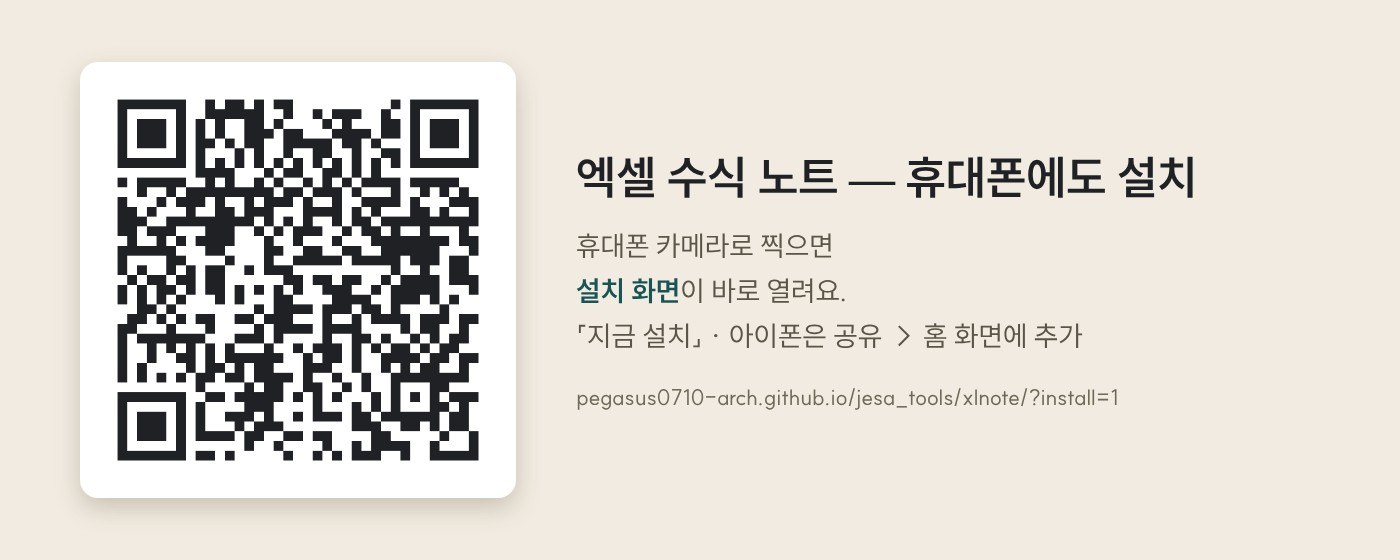 엑셀 수식 노트 — 휴대폰에도 설치
휴대폰 카메라로 찍으면
설치 화면이 바로 열려요.
「지금 설치」 · 아이폰은 공유 > 홈 화면에 추가
pegasus0710-arch.github.io/jesa_tools/xlnote/?install=1